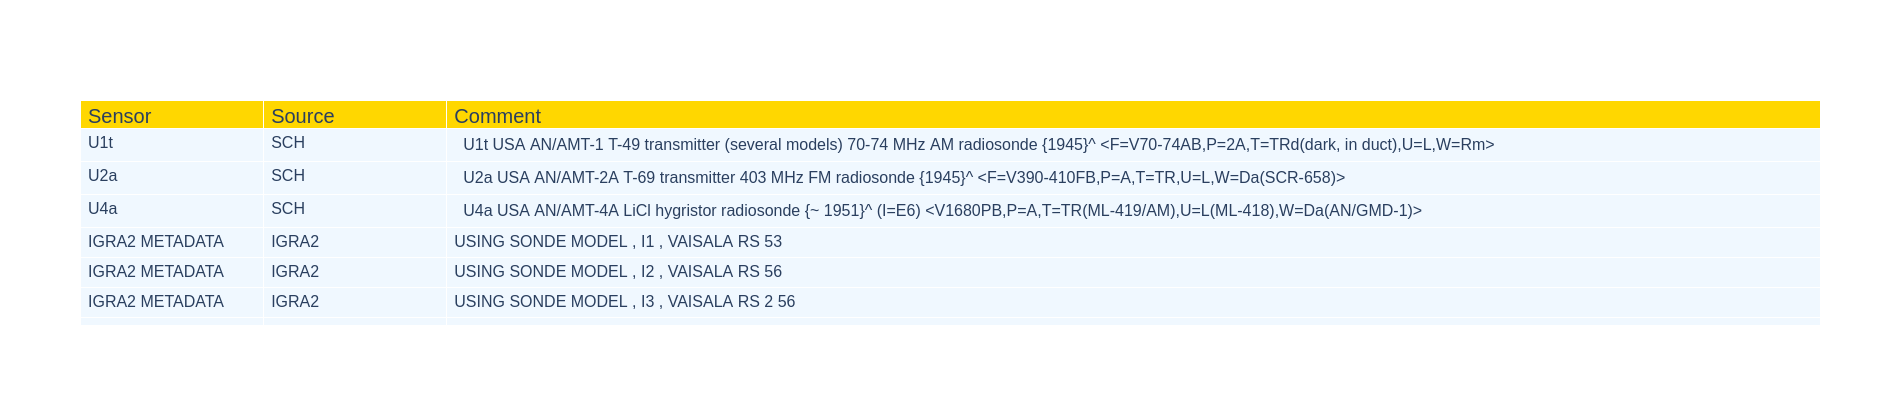 Sensor Source Comment
U1t SCH U1t USA AN/AMT-1 T-49 transmitter (several models) 70-74 MHz AM radiosonde {1945}^ <F=V70-74AB,P=2A,T=TRd(dark, in duct),U=L,W=Rm>
U2a SCH U2a USA AN/AMT-2A T-69 transmitter 403 MHz FM radiosonde {1945}^ <F=V390-410FB,P=A,T=TR,U=L,W=Da(SCR-658)>
U4a SCH U4a USA AN/AMT-4A LiCl hygristor radiosonde {~ 1951}^ (I=E6) <V1680PB,P=A,T=TR(ML-419/AM),U=L(ML-418),W=Da(AN/GMD-1)>
IGRA2 METADATA IGRA2 USING SONDE MODEL , I1 , VAISALA RS 53
IGRA2 METADATA IGRA2 USING SONDE MODEL , I2 , VAISALA RS 56
IGRA2 METADATA IGRA2 USING SONDE MODEL , I3 , VAISALA RS 2 56